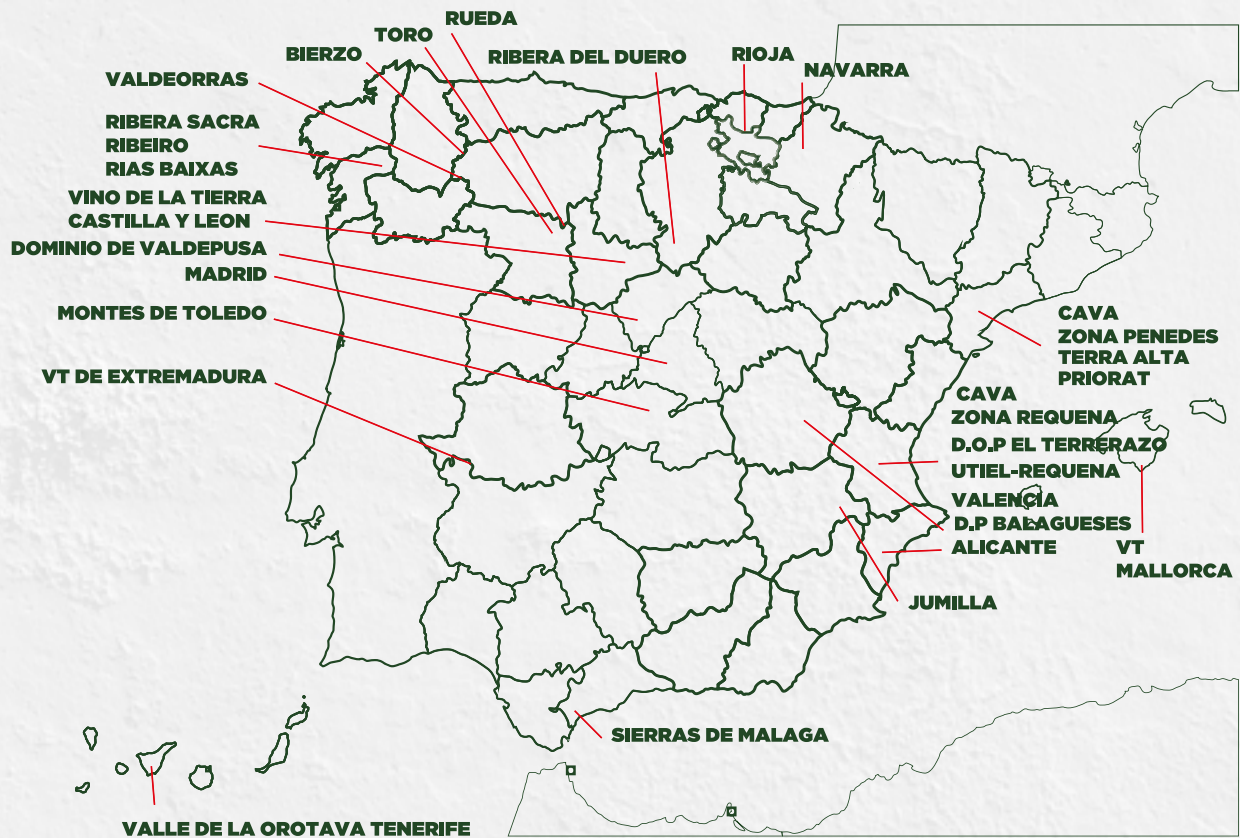 RUEDA
TORO
BIERZO
RIBERA DEL DUERO
RIOJA
NAVARRA
VALDEORRAS
RIBERA SACRA
RIBEIRO
RIAS BAIXAS
VINO DE LA TIERRA
CASTILLA Y LEON
DOMINIO DE VALDEPUSA
MADRID
MONTES DE TOLEDO
VT DE EXTREMADURA
CAVA
ZONA PENEDES
TERRA ALTA
PRIORAT
CAVA
ZONA REQUENA
D.O.P EL TERRERAZO
UTIEL-REQUENA
VALENCIA
D.P BALAGUESES
ALICANTE
VT
MALLORCA
JUMILLA
SIERRAS DE MALAGA
VALLE DE LA OROTAVA TENERIFE